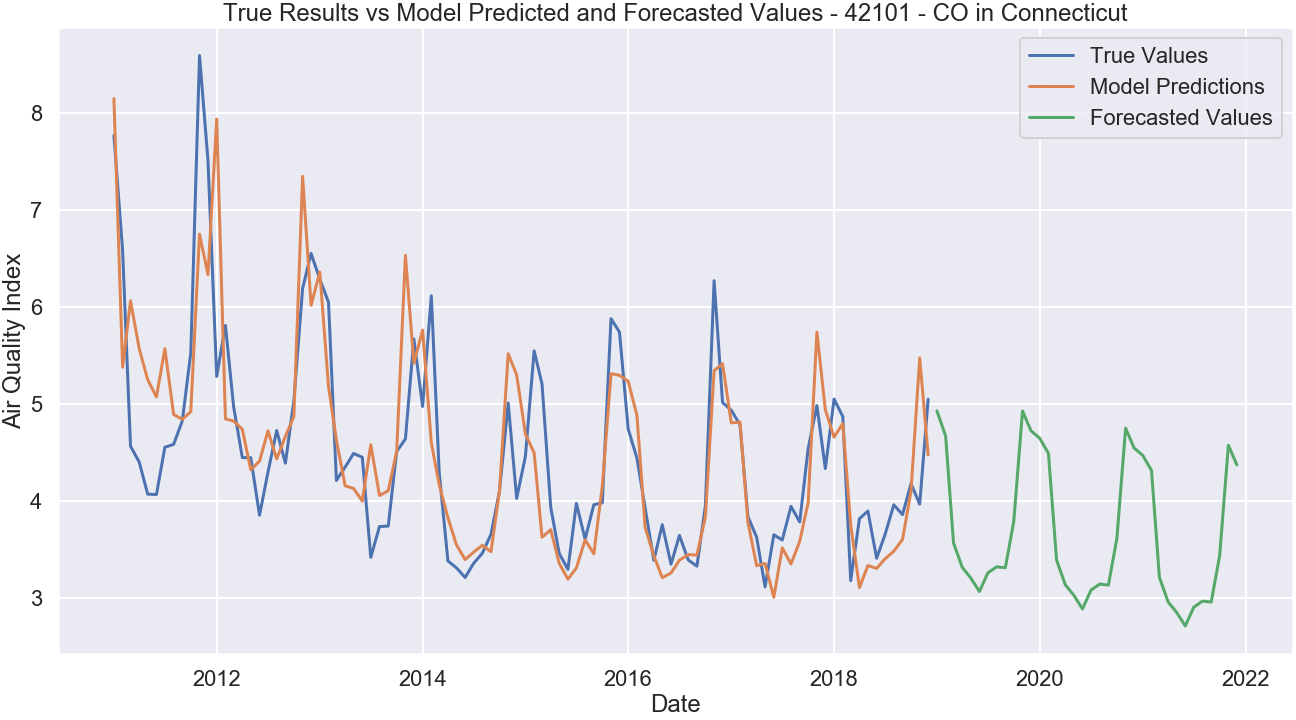 True Results vs Model Predicted and Forecasted Values - 42101 - CO in Connecticut
True Values
Model Predictions
Forecasted Values
Air Quality Index
8
7
6
5
4
3
2012 2014 2016 2018 2020 2022
Date